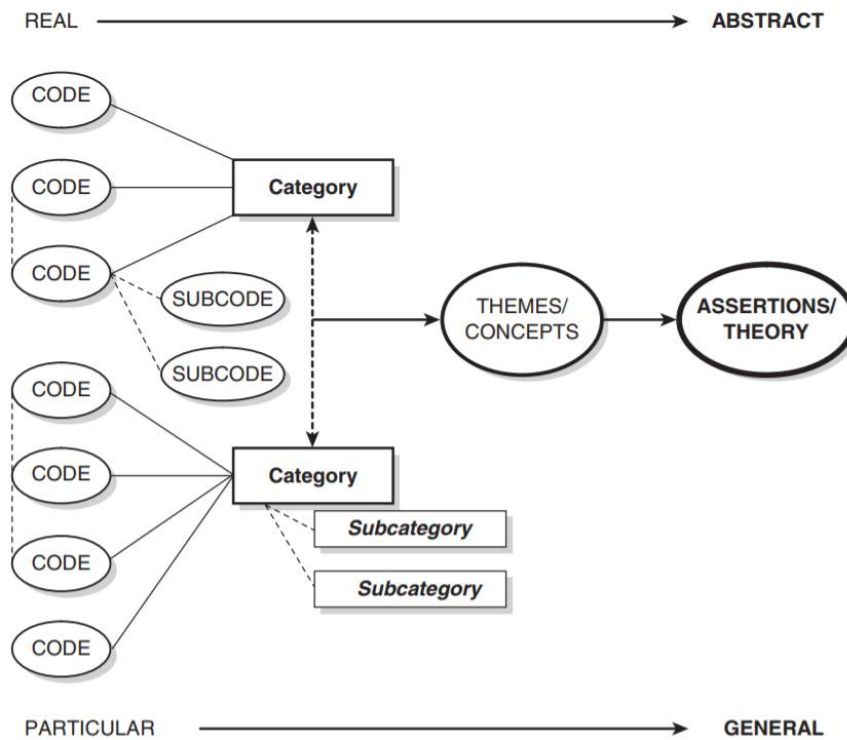 REAL ABSTRACT
CODE
CODE
Category
CODE
SUBCODE
THEMES/
CONCEPTS
ASSERTIONS/
THEORY
SUBCODE
CODE
CODE
Category
Subcategory
CODE
Subcategory
CODE
PARTICULAR GENERAL